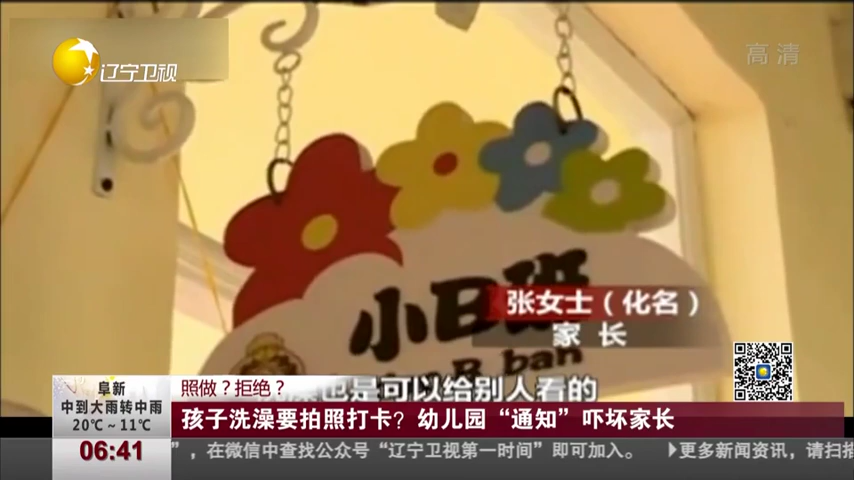 辽宁卫视
高清
小B班
张女士（化名）
家 长
B ban
也是可以给别人看的
照做？拒绝？
孩子洗澡要拍照打卡？幼儿园“通知”吓坏家长
阜新
中到大雨转中雨
20℃～11℃
06:41
”，在微信中查找公众号“辽宁卫视第一时间”即可加入。 ▶更多新闻资讯，请扫描